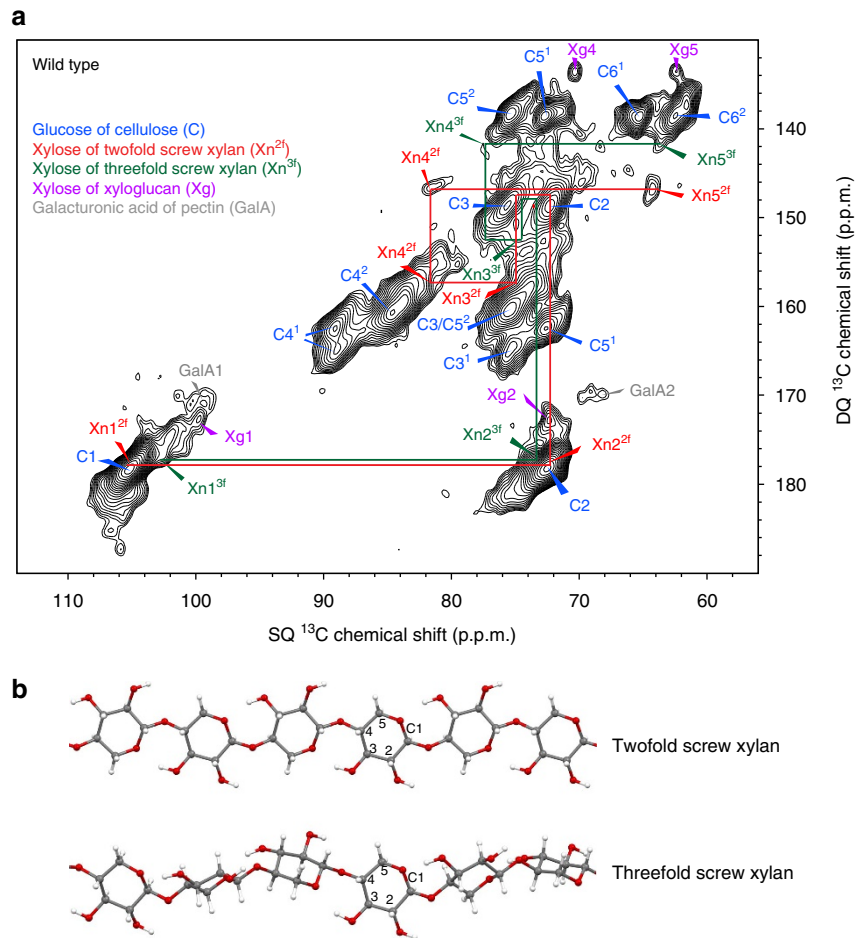 a
Wild type
Glucose of cellulose (C)
Xylose of twofold screw xylan (Xn2f)
Xylose of threefold screw xylan (Xn3f)
Xylose of xyloglucan (Xg)
Galacturonic acid of pectin (GalA)
Xg4
Xg5
C5¹
C6¹
C5²
C6²
Xn4³ᶠ
Xn5³ᶠ
Xn4²ᶠ
Xn5²ᶠ
C3
C2
Xn4²ᶠ
Xn3³ᶠ
C4²
Xn3²ᶠ
C3/C5²
C4¹
C5¹
C3¹
GalA1
Xg2
GalA2
Xn1²ᶠ
Xg1
Xn2³ᶠ
Xn2²ᶠ
C1
Xn1³ᶠ
C2
140
150
160
170
180
DQ ¹³C chemical shift (p.p.m.)
110 100 90 80 70 60
SQ ¹³C chemical shift (p.p.m.)
b
5
C1
4
3
2
Twofold screw xylan
5
C1
4
3
2
Threefold screw xylan